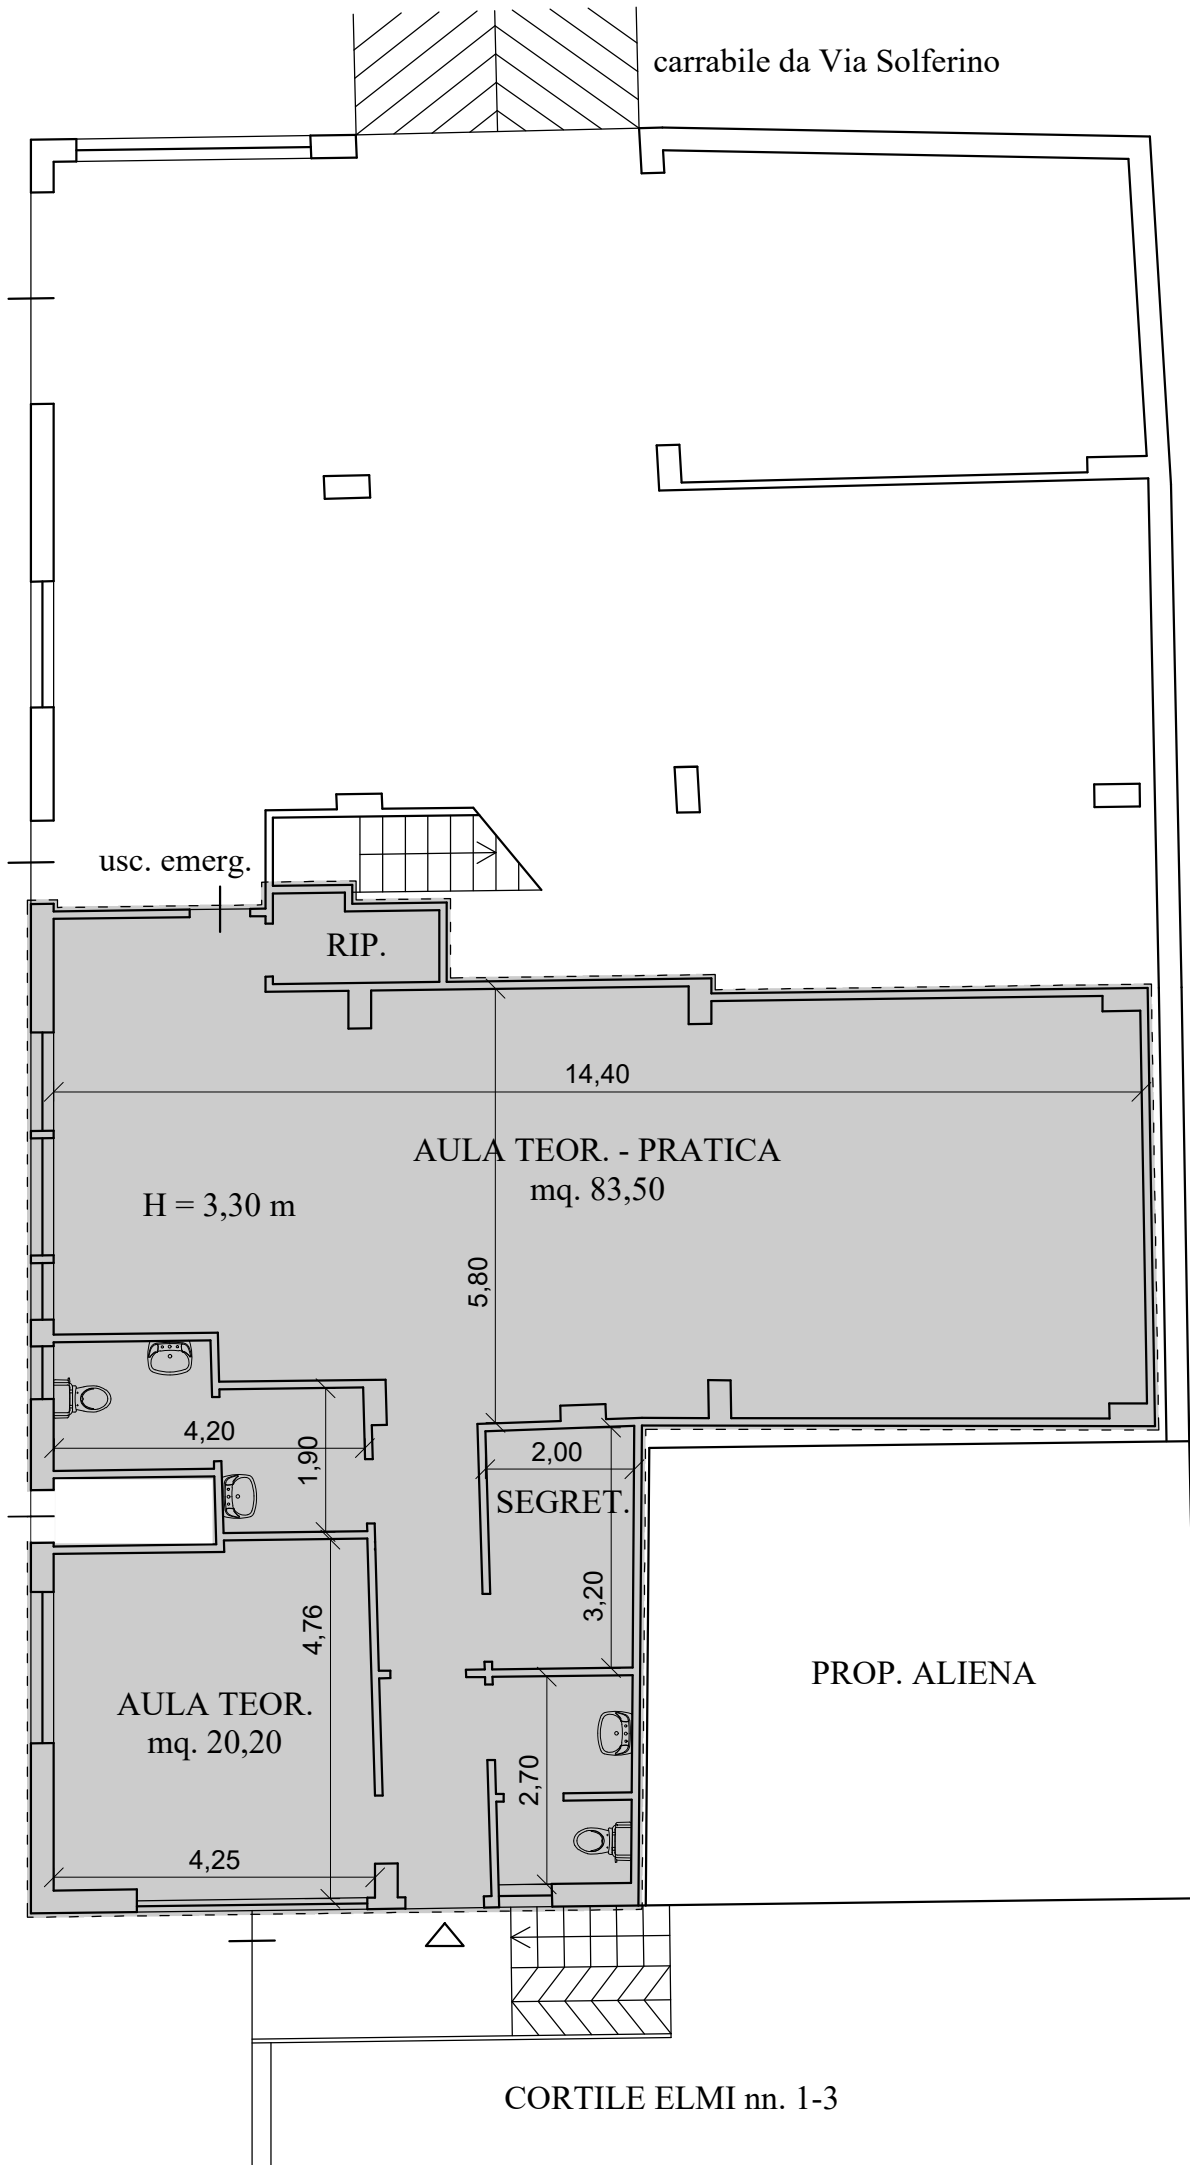 carrabile da Via Solferino
usc. emerg.
RIP.
14,40
AULA TEOR. - PRATICA
mq. 83,50
H = 3,30 m
5,80
4,20
1,90
2,00
SEGRET.
3,20
4,76
PROP. ALIENA
AULA TEOR.
mq. 20,20
2,70
4,25
CORTILE ELMI nn. 1-3